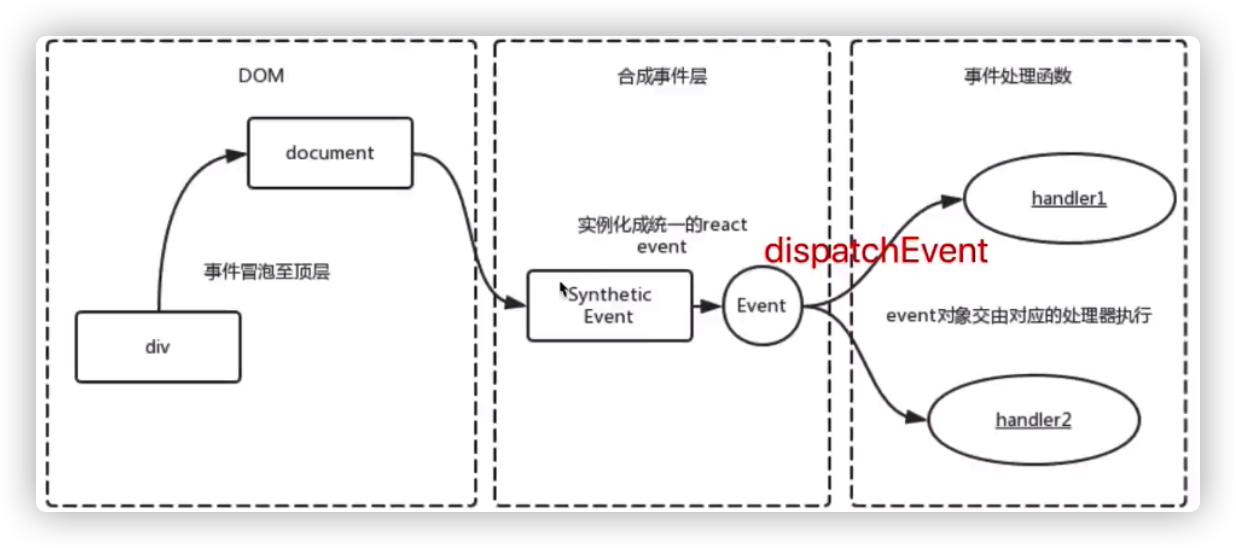 DOM
document
事件冒泡至顶层
div
合成事件层
实例化成统一的react
event
Synthetic
Event
Event
dispatchEvent
事件处理函数
handler1
event对象交由对应的处理器执行
handler2